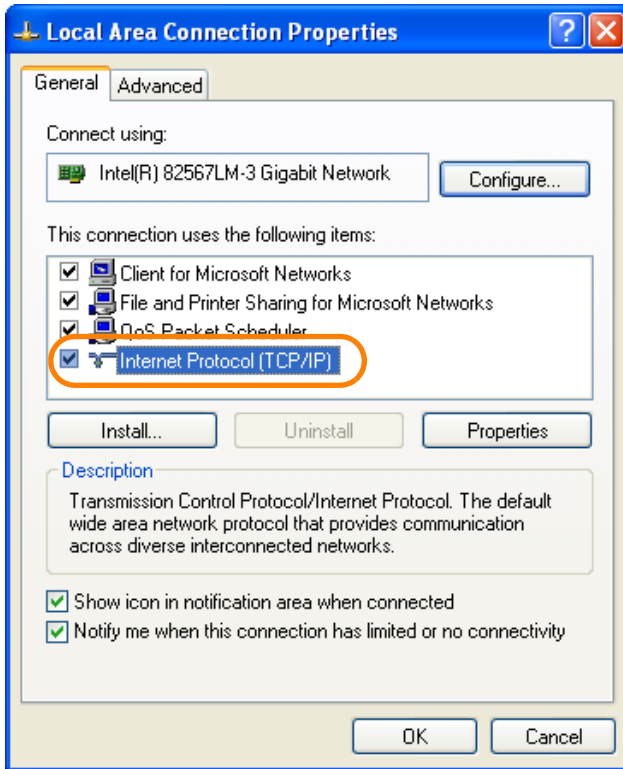 Local Area Connection Properties
General Advanced
Connect using:
Intel(R) 82567LM-3 Gigabit Network Configure...
This connection uses the following items:
Client for Microsoft Networks
File and Printer Sharing for Microsoft Networks
QoS Packet Scheduler
Internet Protocol (TCP/IP)
Install... Uninstall Properties
Description
Transmission Control Protocol/Internet Protocol. The default
wide area network protocol that provides communication
across diverse interconnected networks.
Show icon in notification area when connected
Notify me when this connection has limited or no connectivity
OK Cancel